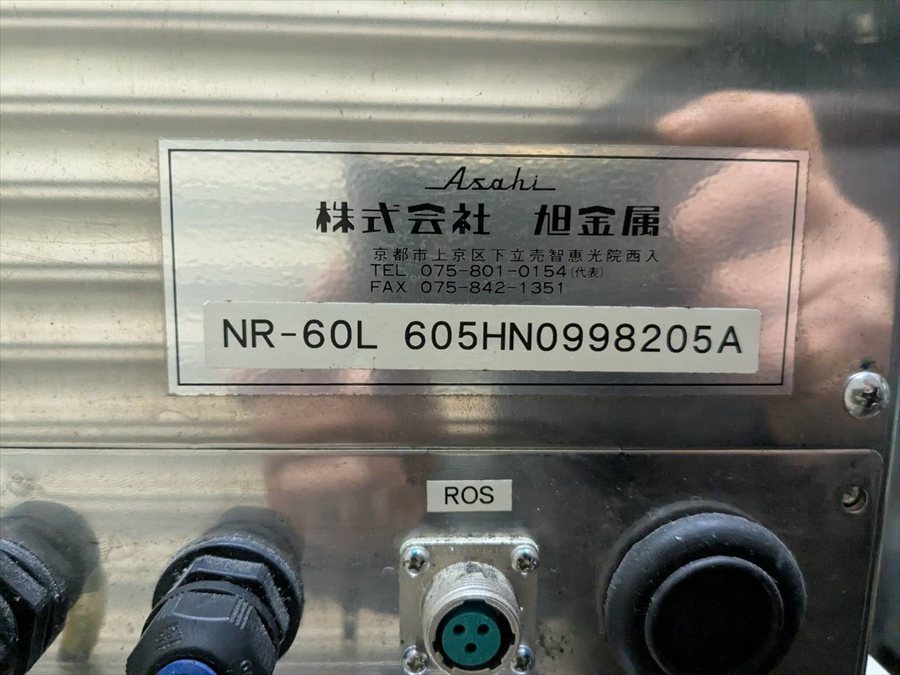 Asahi
株式会社 旭金属
京都市上京区下立売智恵光院西入
TEL 075-801-0154(代表)
FAX 075-842-1351
NR-60L 605HN0998205A
ROS